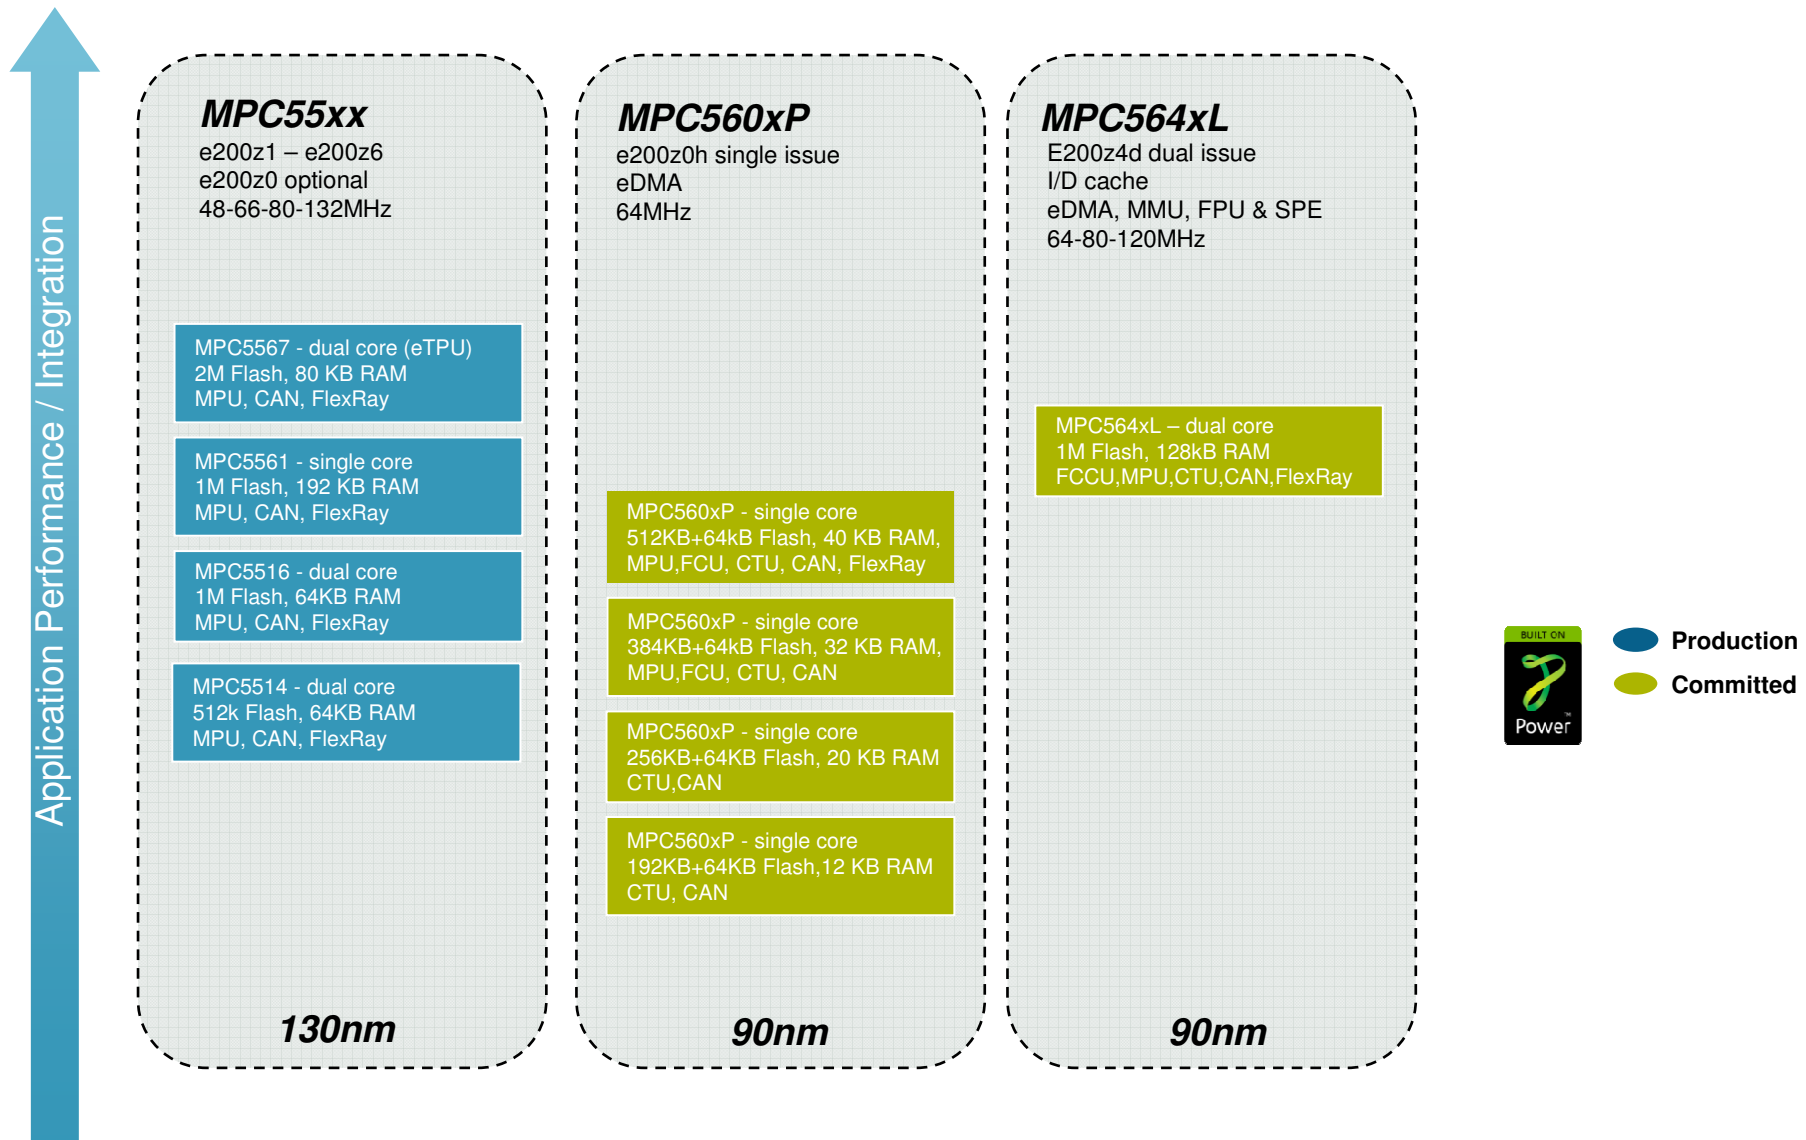 Application Performance / Integration
MPC55xx
e200z1 – e200z6
e200z0 optional
48-66-80-132MHz
MPC5567 - dual core (eTPU)
2M Flash, 80 KB RAM
MPU, CAN, FlexRay
MPC5561 - single core
1M Flash, 192 KB RAM
MPU, CAN, FlexRay
MPC5516 - dual core
1M Flash, 64KB RAM
MPU, CAN, FlexRay
MPC5514 - dual core
512k Flash, 64KB RAM
MPU, CAN, FlexRay
130nm
MPC560xP
e200z0h single issue
eDMA
64MHz
MPC560xP - single core
512KB+64kB Flash, 40 KB RAM,
MPU,FCU, CTU, CAN, FlexRay
MPC560xP - single core
384KB+64kB Flash, 32 KB RAM,
MPU,FCU, CTU, CAN
MPC560xP - single core
256KB+64KB Flash, 20 KB RAM
CTU,CAN
MPC560xP - single core
192KB+64KB Flash,12 KB RAM
CTU, CAN
90nm
MPC564xL
E200z4d dual issue
I/D cache
eDMA, MMU, FPU & SPE
64-80-120MHz
MPC564xL – dual core
1M Flash, 128kB RAM
FCCU,MPU,CTU,CAN,FlexRay
90nm
BUILT ON
Power™
Production
Committed